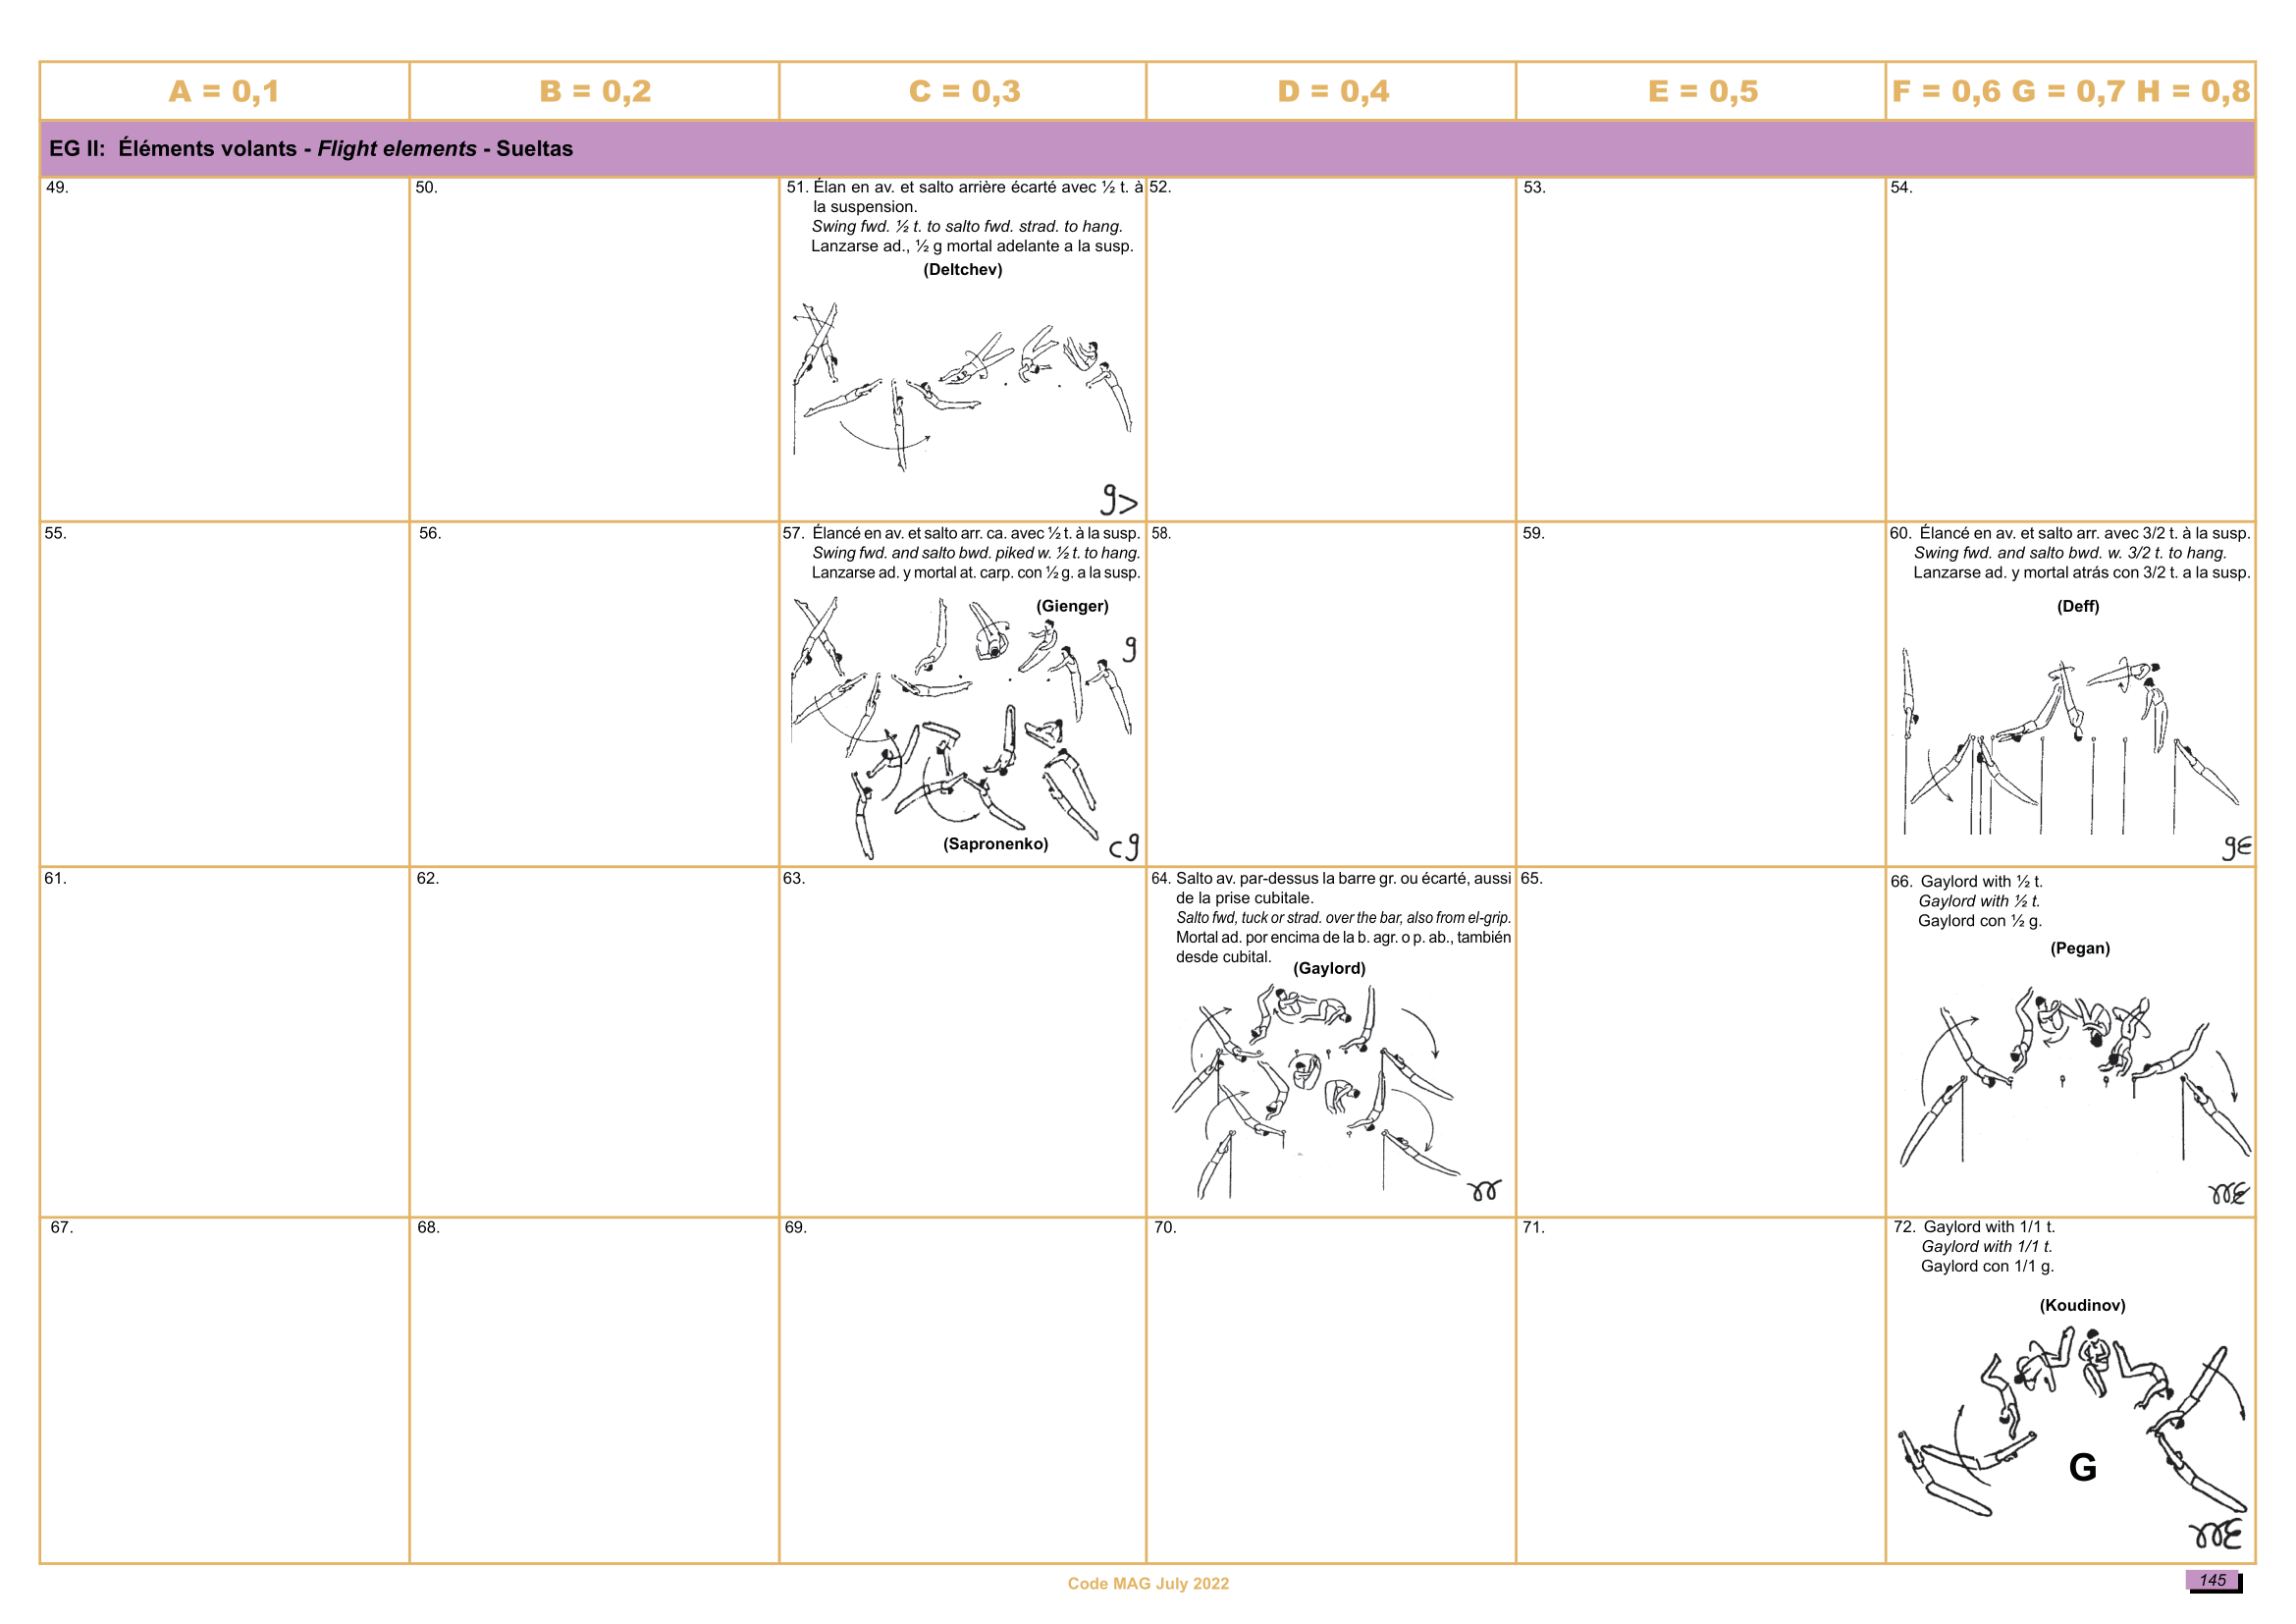 A = 0,1
B = 0,2
C = 0,3
D = 0,4
E = 0,5
F = 0,6 G = 0,7 H = 0,8
EG II: Éléments volants - Flight elements - Sueltas
49.
50.
51. Élan en av. et salto arrière écarté avec ½ t. à
la suspension.
Swing fwd. ½ t. to salto fwd. strad. to hang.
Lanzarse ad., ½ g mortal adelante a la susp.
(Deltchev)
52.
53.
54.
55.
56.
57. Élancé en av. et salto arr. ca. avec ½ t. à la susp.
Swing fwd. and salto bwd. piked w. ½ t. to hang.
Lanzarse ad. y mortal at. carp. con ½ g. a la susp.
(Gienger)
(Sapronenko)
58.
59.
60. Élancé en av. et salto arr. avec 3/2 t. à la susp.
Swing fwd. and salto bwd. w. 3/2 t. to hang.
Lanzarse ad. y mortal atrás con 3/2 t. a la susp.
(Deff)
61.
62.
63.
64. Salto av. par-dessus la barre gr. ou écarté, aussi
de la prise cubitale.
Salto fwd, tuck or strad. over the bar, also from el-grip.
Mortal ad. por encima de la b. agr. o p. ab., también
desde cubital.
(Gaylord)
65.
66. Gaylord with ½ t.
Gaylord with ½ t.
Gaylord con ½ g.
(Pegan)
67.
68.
69.
70.
71.
72. Gaylord with 1/1 t.
Gaylord with 1/1 t.
Gaylord con 1/1 g.
(Koudinov)
G
Code MAG July 2022
145